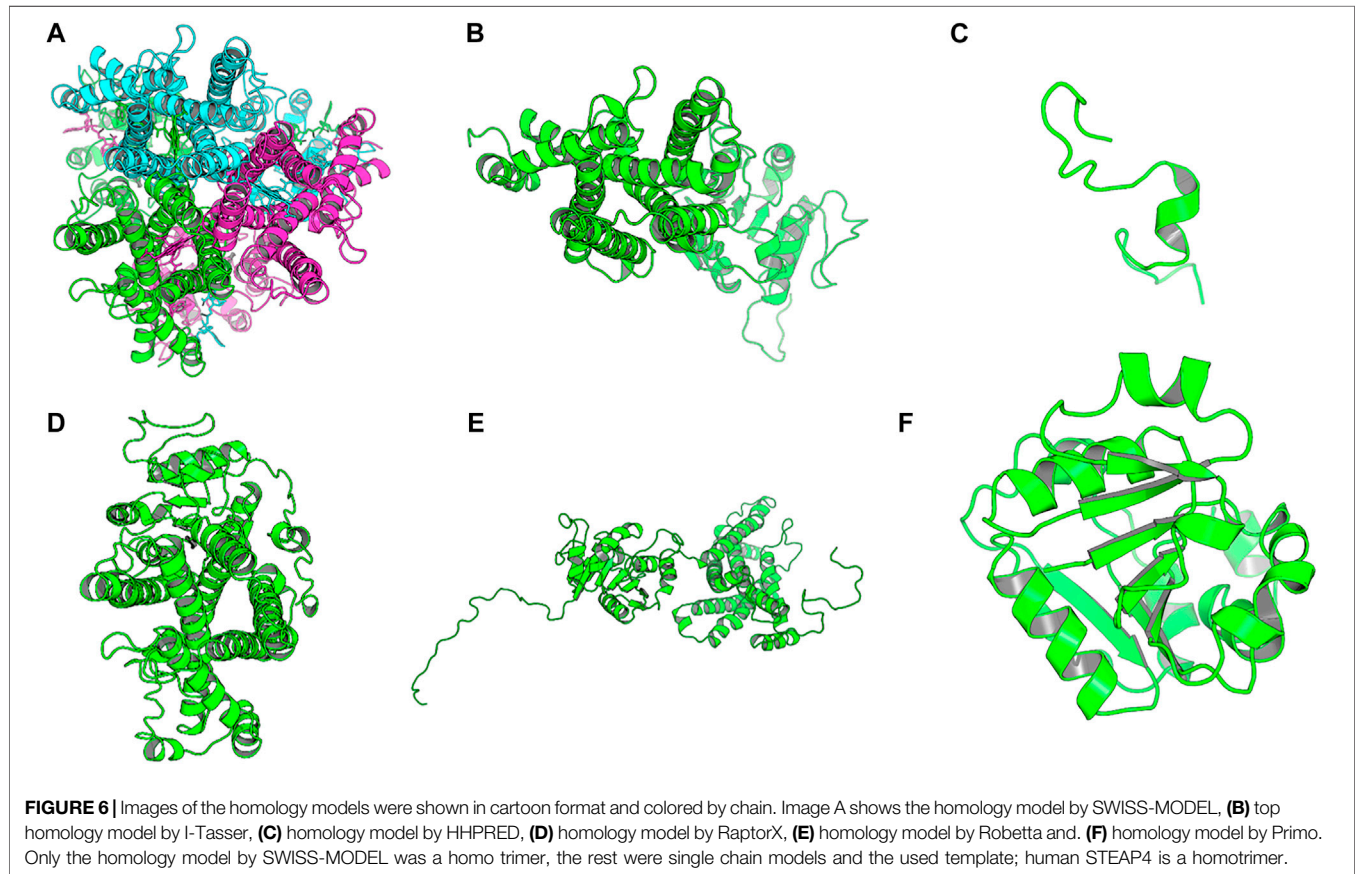 A
B
C
D
E
F
FIGURE 6 | Images of the homology models were shown in cartoon format and colored by chain. Image A shows the homology model by SWISS-MODEL, (B) top
homology model by I-Tasser, (C) homology model by HHPRED, (D) homology model by RaptorX, (E) homology model by Robetta and. (F) homology model by Primo.
Only the homology model by SWISS-MODEL was a homo trimer, the rest were single chain models and the used template; human STEAP4 is a homotrimer.